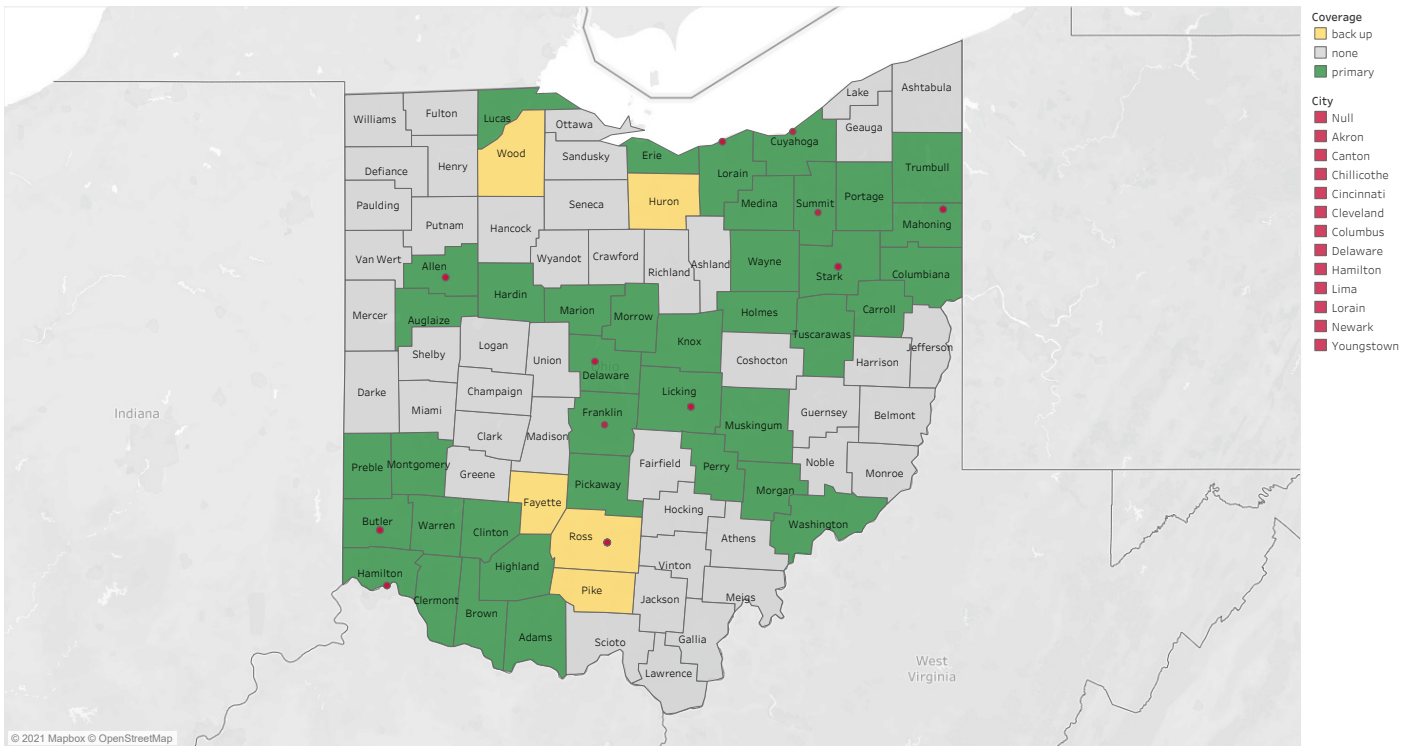 Coverage
back up
none
primary
City
Null
Akron
Canton
Chillicothe
Cincinnati
Cleveland
Columbus
Delaware
Hamilton
Lima
Lorain
Newark
Youngstown
Ashtabula
Lake
Geauga
Williams
Fulton
Lucas
Ottawa
Wood
Sandusky
Erie
Cuyahoga
Trumbull
Defiance
Henry
Lorain
Huron
Medina
Summit
Portage
Paulding
Seneca
Putnam
Hancock
Mahoning
Van Wert
Allen
Wyandot
Crawford
Richland
Ashland
Wayne
Stark
Columbiana
Mercer
Auglaize
Hardin
Marion
Morrow
Holmes
Carroll
Tuscarawas
Knox
Logan
Shelby
Union
Coshocton
Harrison
Jefferson
Ohio
Delaware
Darke
Champaign
Miami
Licking
Franklin
Guernsey
Belmont
Indiana
Clark
Madison
Muskingum
Preble
Montgomery
Greene
Fairfield
Perry
Noble
Monroe
Pickaway
Morgan
Fayette
Hocking
Washington
Butler
Warren
Clinton
Ross
Athens
Hamilton
Highland
Vinton
Pike
Jackson
Meigs
Clermont
Brown
Adams
Scioto
Gallia
Lawrence
West
Virginia
© 2021 Mapbox © OpenStreetMap